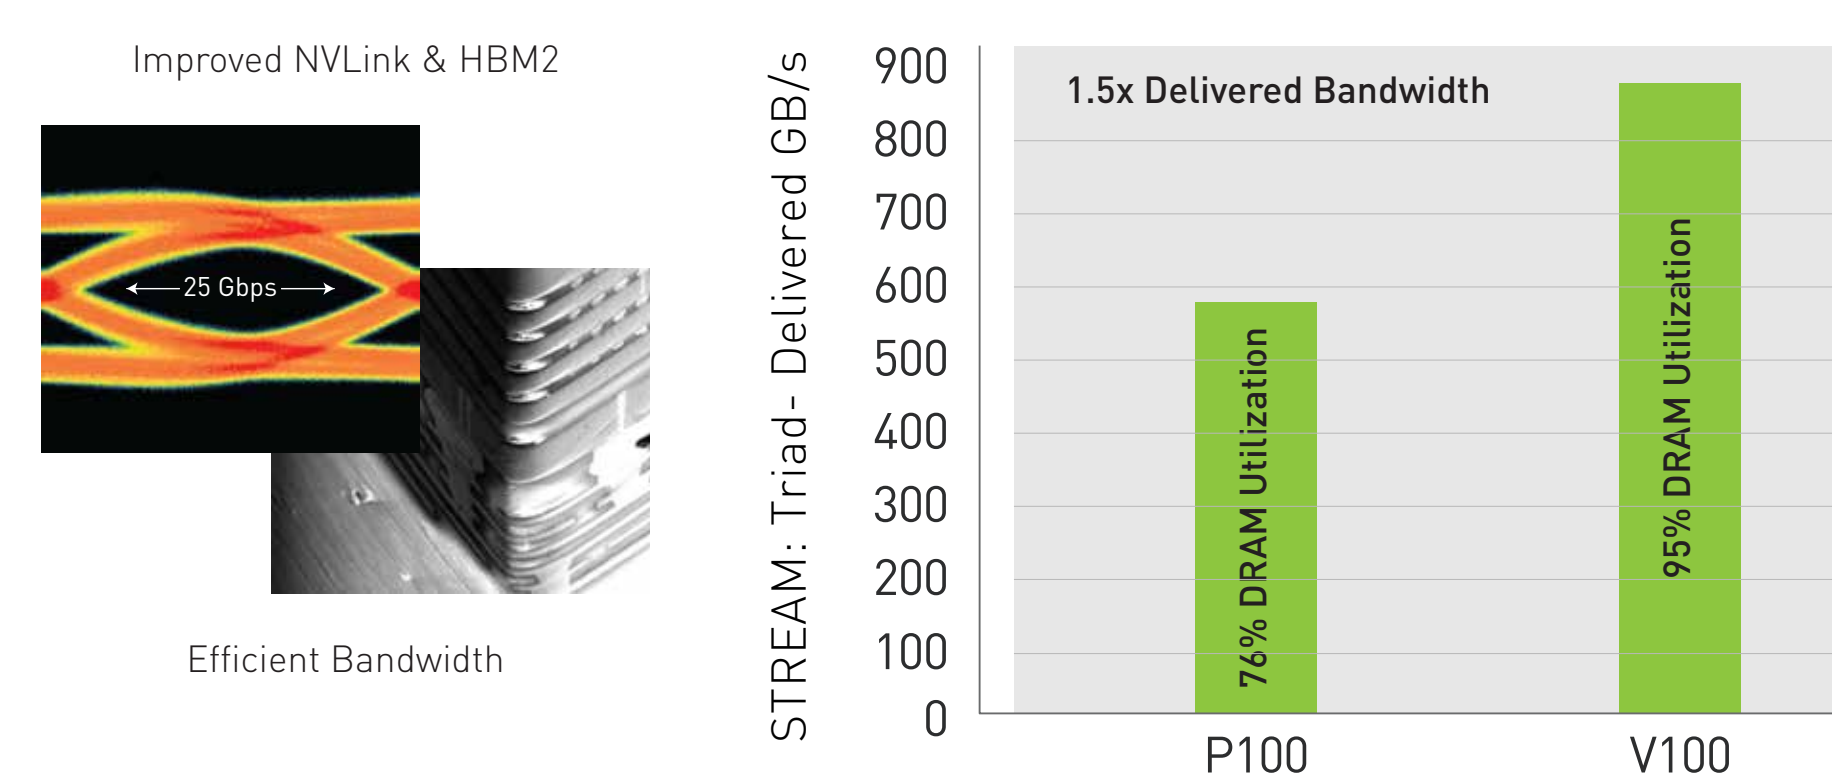 Improved NVLink & HBM2
25 Gbps
Efficient Bandwidth
STREAM: Triad- Delivered GB/s
900
800
700
600
500
400
300
200
100
0
1.5x Delivered Bandwidth
76% DRAM Utilization
95% DRAM Utilization
P100
V100